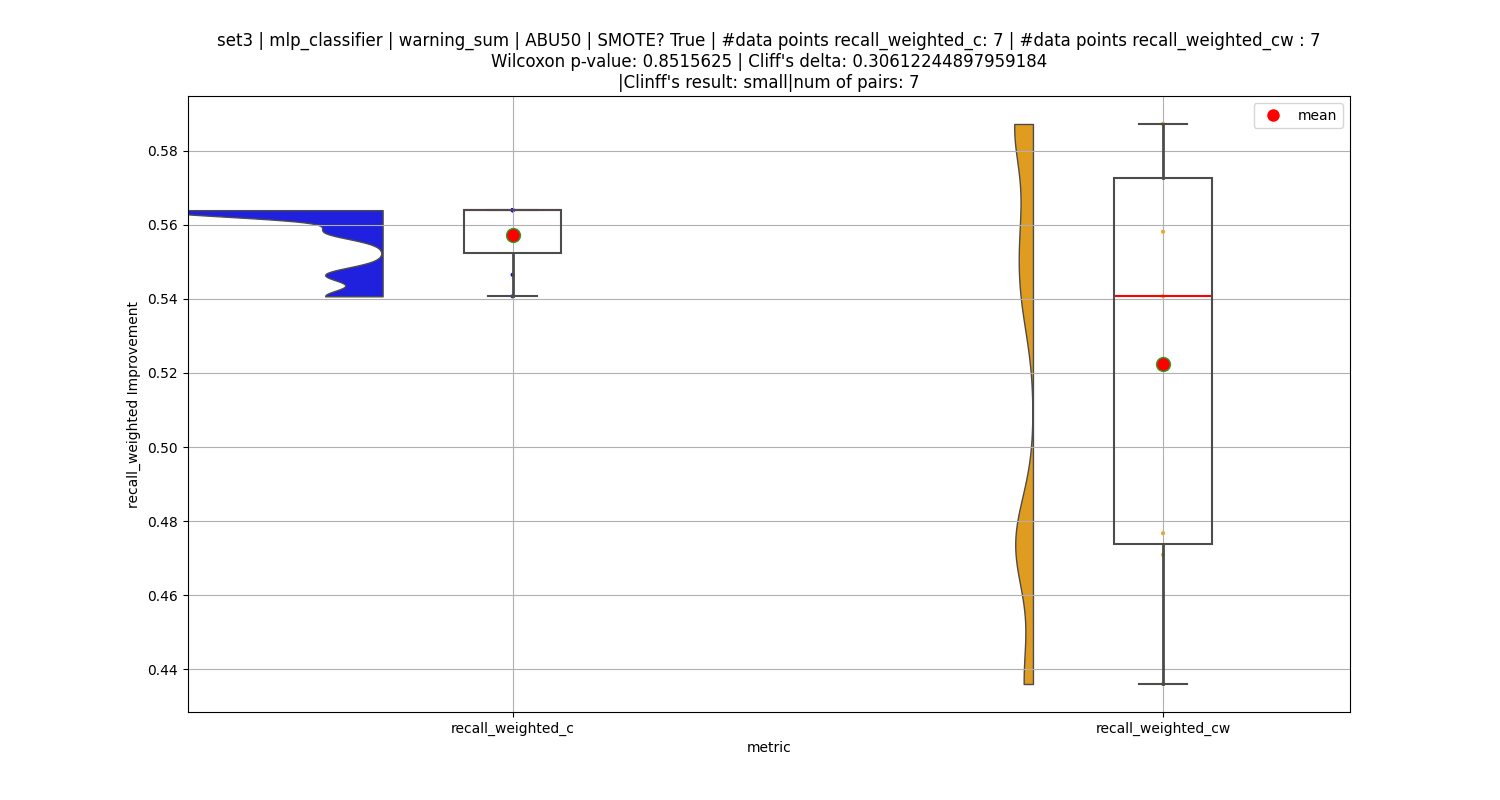 set3 | mlp_classifier | warning_sum | ABU50 | SMOTE? True | #data points recall_weighted_c: 7 | #data points recall_weighted_cw : 7
Wilcoxon p-value: 0.8515625 | Cliff's delta: 0.30612244897959184
|Clinff's result: small|num of pairs: 7
mean
0.58
0.56
0.54
0.52
0.50
0.48
0.46
0.44
recall_weighted Improvement
recall_weighted_c
recall_weighted_cw
metric